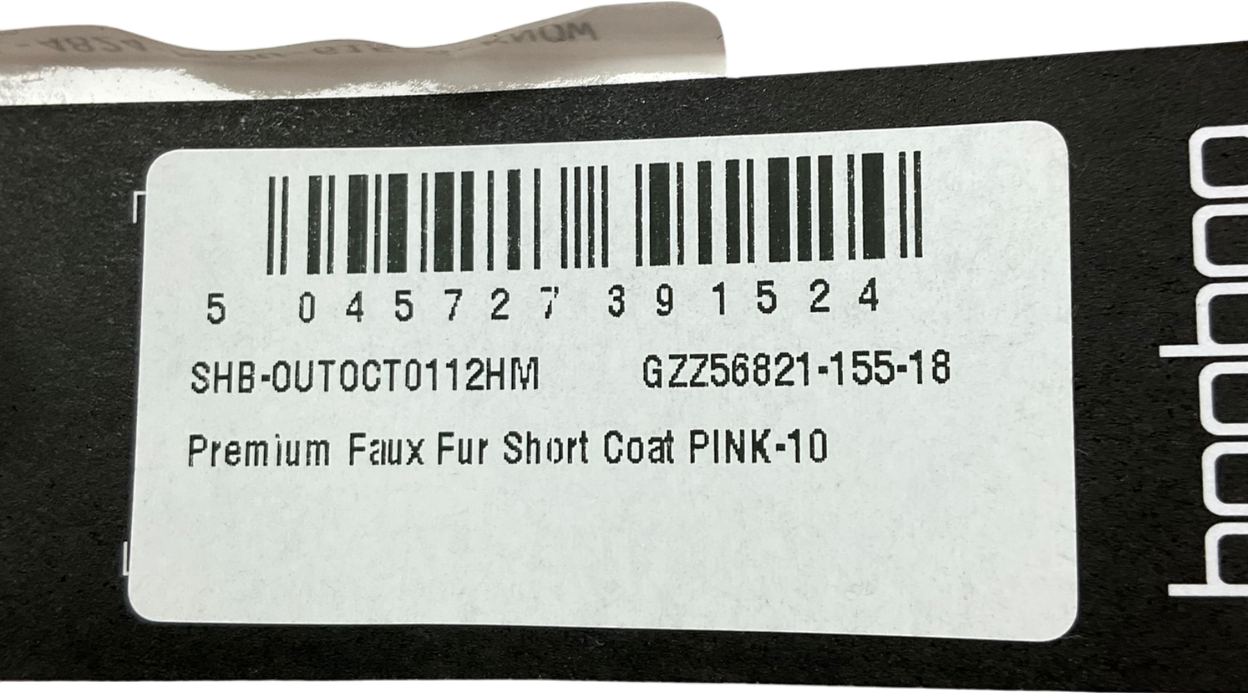 5 045727 391524
SHB-OUTOCT0112HM GZZ56821-155-18
Premium Faux Fur Short Coat PINK-10
boohoo